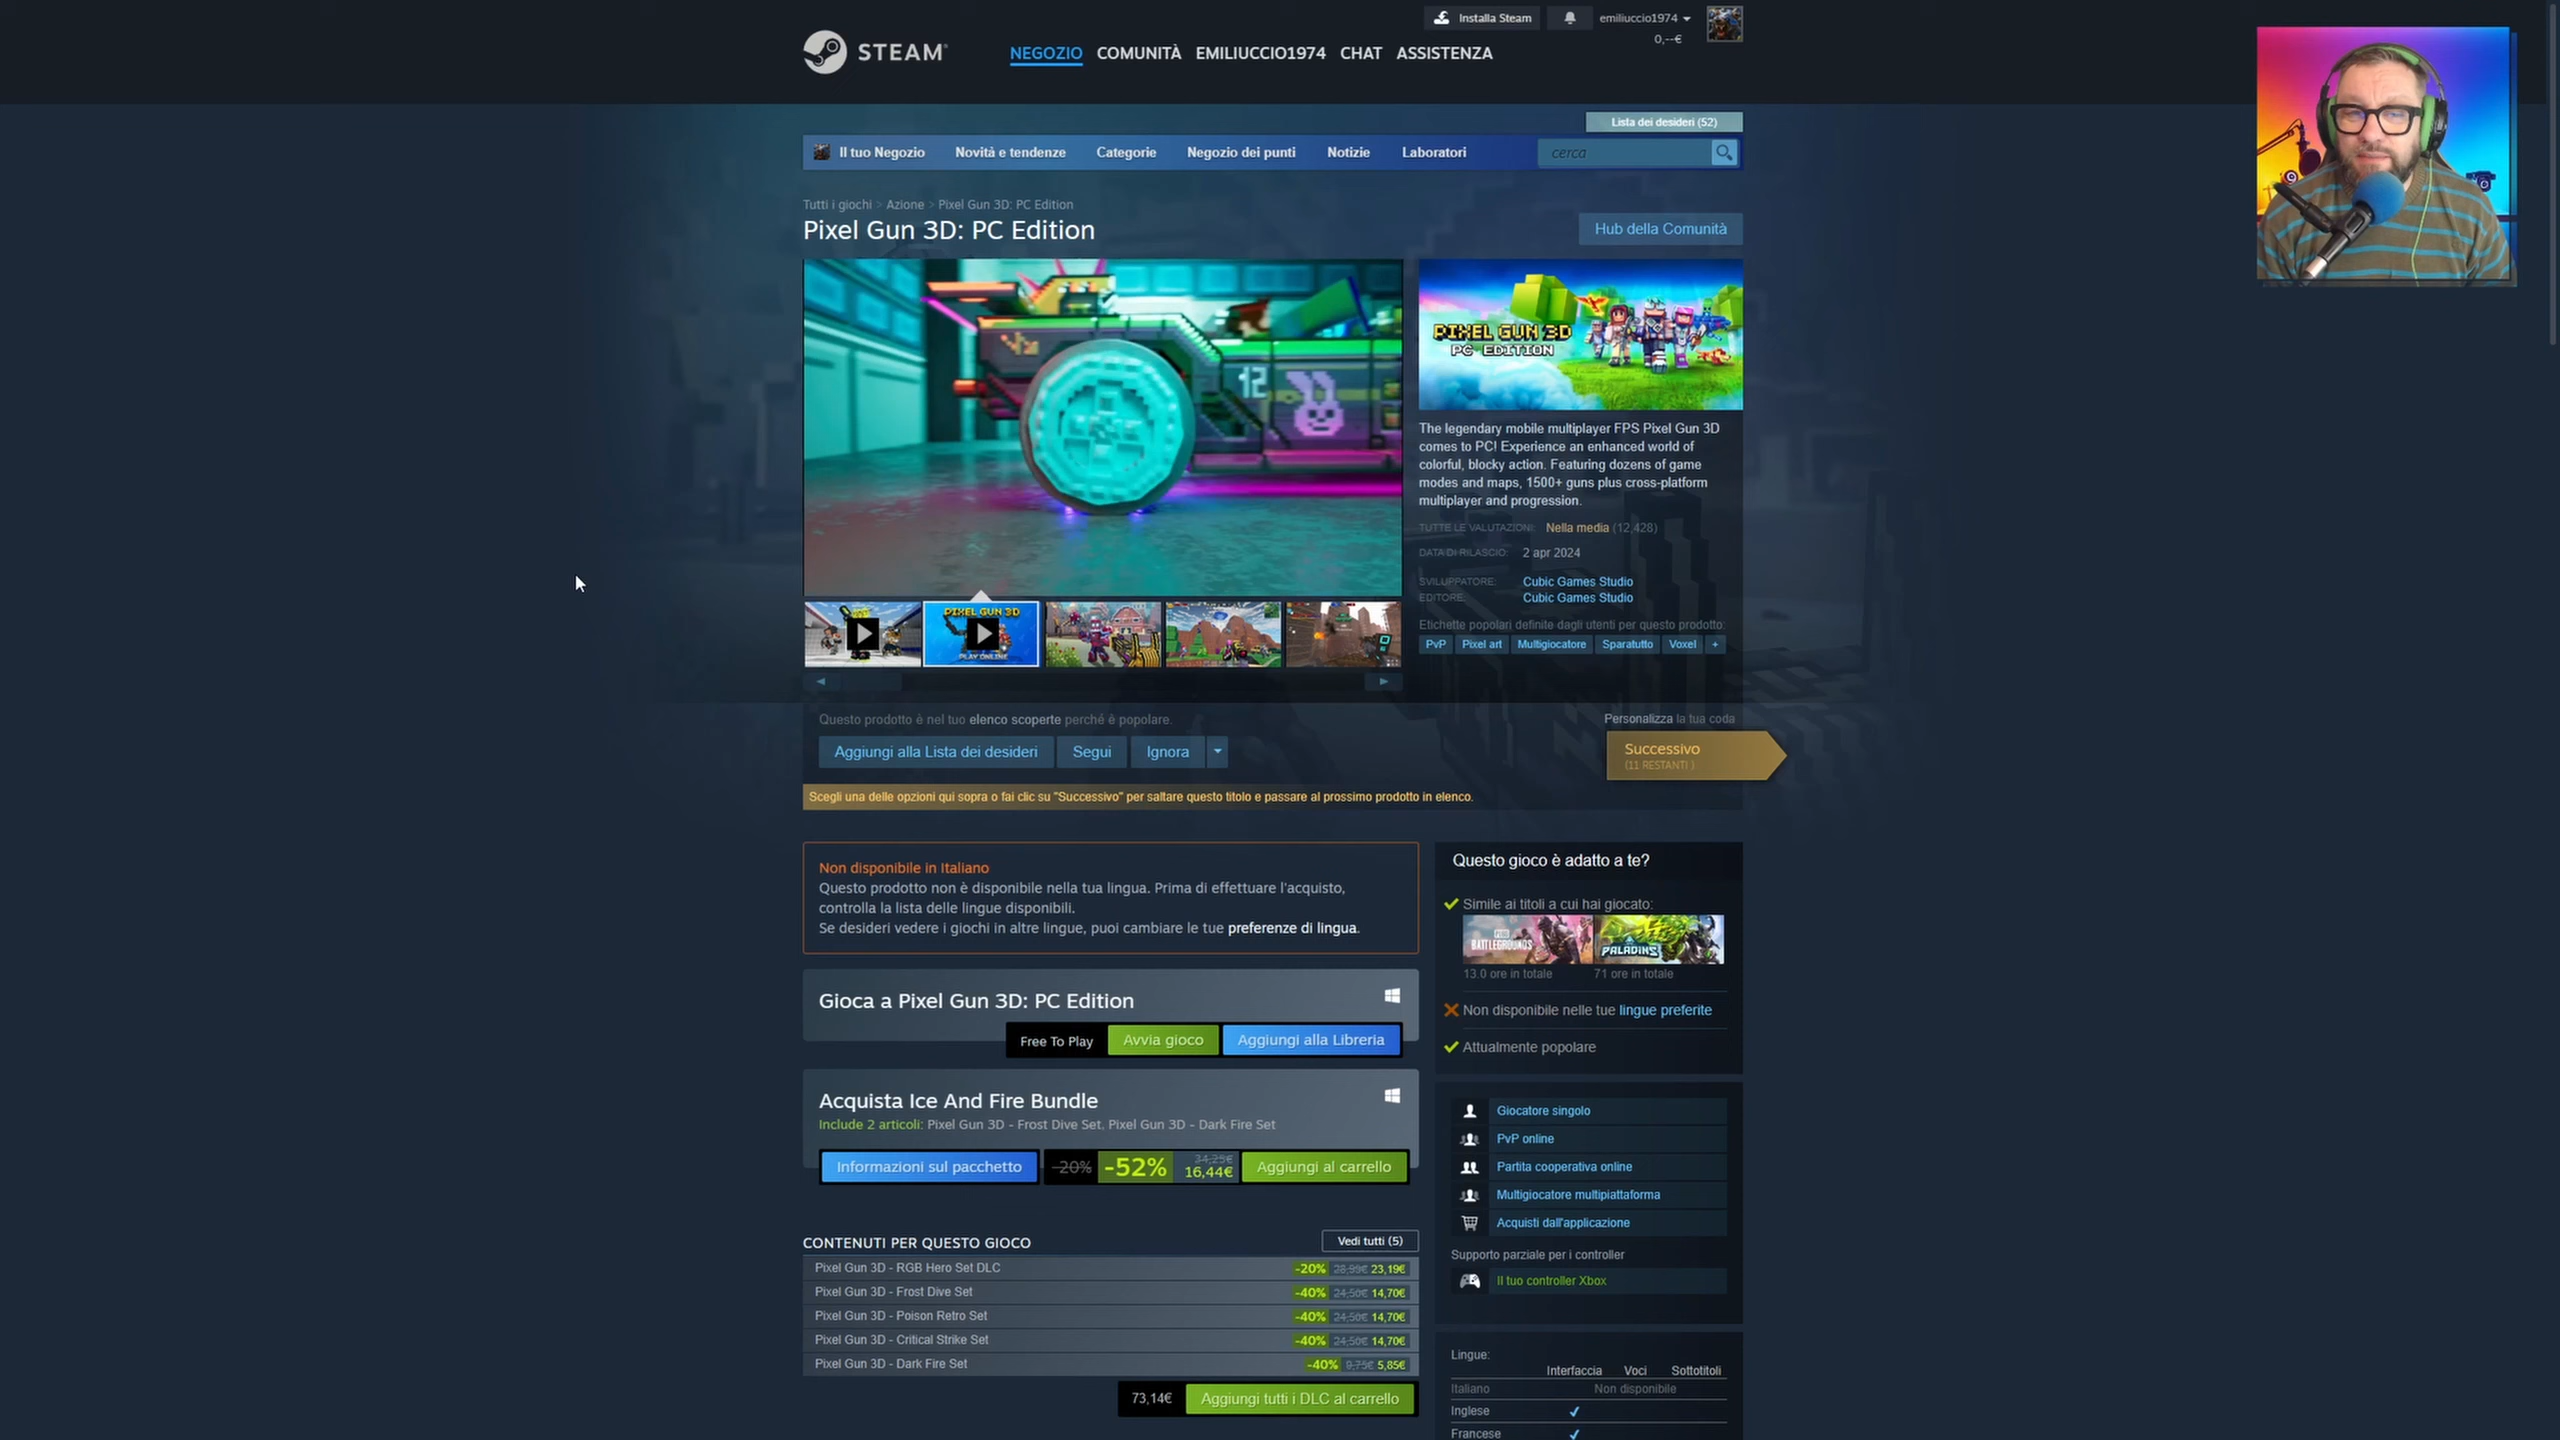 Installa Steam
emiliuccio1974
0,--€
STEAM
NEGOZIO COMUNITÀ EMILIUCCIO1974 CHAT ASSISTENZA
Lista dei desideri (52)
Il tuo Negozio Novità e tendenze Categorie Negozio dei punti Notizie Laboratori cerca
Tutti i giochi > Azione > Pixel Gun 3D: PC Edition
Pixel Gun 3D: PC Edition
Hub della Comunità
12
PIXEL GUN 3D
PC EDITION
The legendary mobile multiplayer FPS Pixel Gun 3D
comes to PC! Experience an enhanced world of
colorful, blocky action. Featuring dozens of game
modes and maps, 1500+ guns plus cross-platform
multiplayer and progression.
TUTTE LE VALUTAZIONI: Nella media (12,428)
DATA DI RILASCIO: 2 apr 2024
SVILUPPATORE: Cubic Games Studio
EDITORE: Cubic Games Studio
Etichette popolari definite dagli utenti per questo prodotto:
PvP Pixel art Multigiocatore Sparatutto Voxel +
PIXEL GUN 3D
PLAY ONLINE
Questo prodotto è nel tuo elenco scoperte perché è popolare.
Aggiungi alla Lista dei desideri Segui Ignora
Personalizza la tua coda
Successivo
(11 RESTANTI )
Scegli una delle opzioni qui sopra o fai clic su "Successivo" per saltare questo titolo e passare al prossimo prodotto in elenco.
Non disponibile in Italiano
Questo prodotto non è disponibile nella tua lingua. Prima di effettuare l'acquisto,
controlla la lista delle lingue disponibili.
Se desideri vedere i giochi in altre lingue, puoi cambiare le tue preferenze di lingua.
Gioca a Pixel Gun 3D: PC Edition
Free To Play Avvia gioco Aggiungi alla Libreria
Acquista Ice And Fire Bundle
Include 2 articoli: Pixel Gun 3D - Frost Dive Set, Pixel Gun 3D - Dark Fire Set
Informazioni sul pacchetto -20% -52% 34,25€ 16,44€ Aggiungi al carrello
CONTENUTI PER QUESTO GIOCO Vedi tutti (5)
Pixel Gun 3D - RGB Hero Set DLC -20% 28,99€ 23,19€
Pixel Gun 3D - Frost Dive Set -40% 24,50€ 14,70€
Pixel Gun 3D - Poison Retro Set -40% 24,50€ 14,70€
Pixel Gun 3D - Critical Strike Set -40% 24,50€ 14,70€
Pixel Gun 3D - Dark Fire Set -40% 9,75€ 5,85€
73,14€ Aggiungi tutti i DLC al carrello
Questo gioco è adatto a te?
Simile ai titoli a cui hai giocato:
BATTLEGROUNDS PALADINS
13.0 ore in totale 71 ore in totale
Non disponibile nelle tue lingue preferite
Attualmente popolare
Giocatore singolo
PvP online
Partita cooperativa online
Multigiocatore multipiattaforma
Acquisti dall'applicazione
Supporto parziale per i controller
Il tuo controller Xbox
Lingue:
Interfaccia Voci Sottotitoli
Italiano Non disponibile
Inglese ✔
Francese ✔